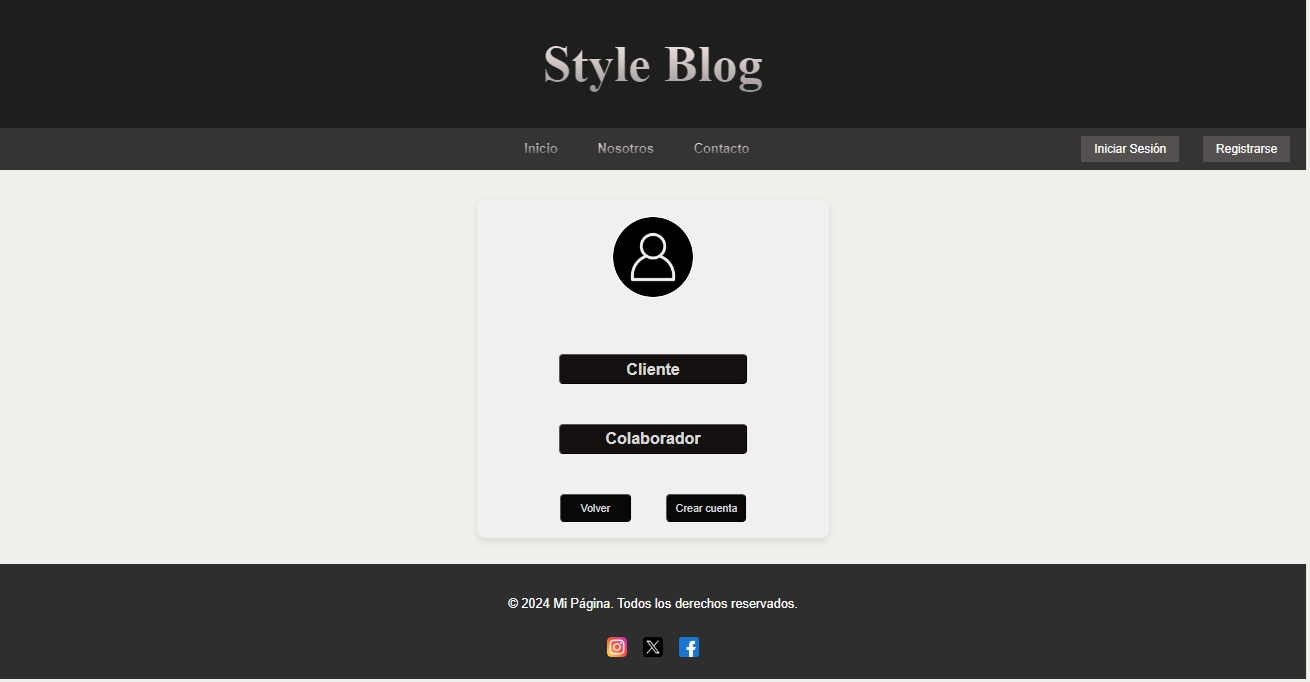 Style Blog
Inicio Nosotros Contacto Iniciar Sesión Registrarse
Cliente
Colaborador
Volver Crear cuenta
© 2024 Mi Página. Todos los derechos reservados.